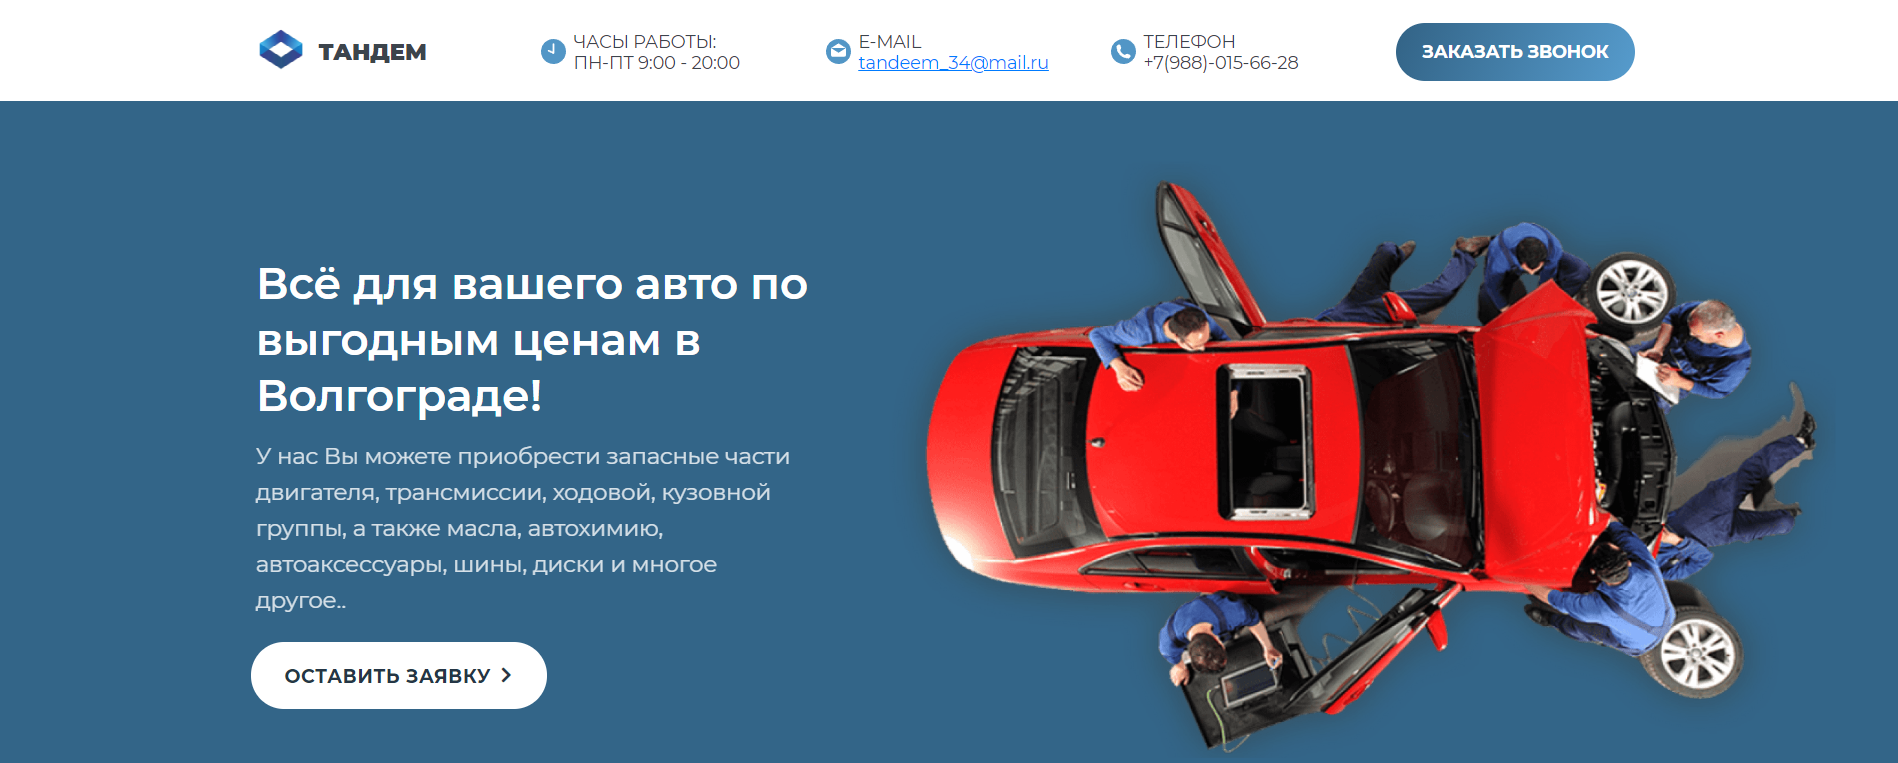 ТАНДЕМ
ЧАСЫ РАБОТЫ:
ПН-ПТ 9:00 - 20:00
E-MAIL
tandeem_34@mail.ru
ТЕЛЕФОН
+7(988)-015-66-28
ЗАКАЗАТЬ ЗВОНОК
Всё для вашего авто по
выгодным ценам в
Волгограде!
У нас Вы можете приобрести запасные части
двигателя, трансмиссии, ходовой, кузовной
группы, а также масла, автохимию,
автоаксессуары, шины, диски и многое
другое..
ОСТАВИТЬ ЗАЯВКУ